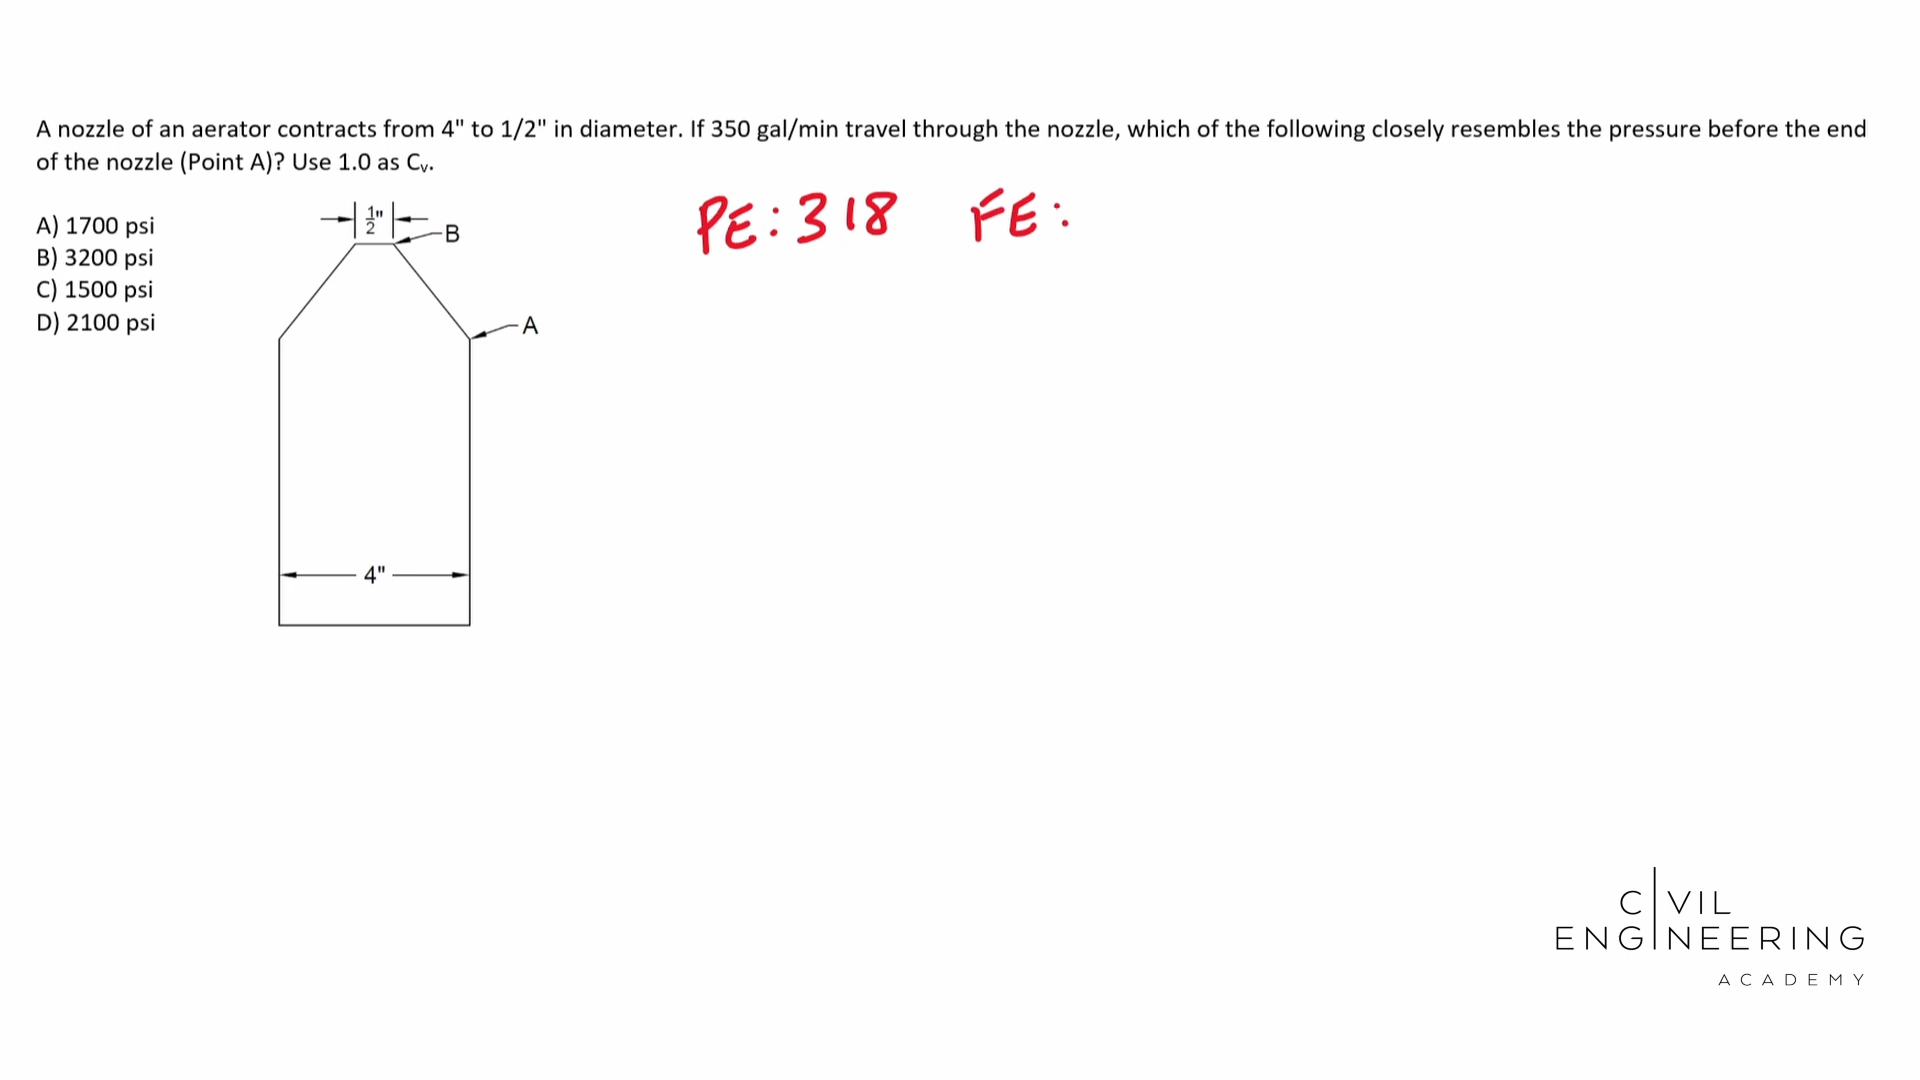 A nozzle of an aerator contracts from 4" to 1/2" in diameter. If 350 gal/min travel through the nozzle, which of the following closely resembles the pressure before the end
of the nozzle (Point A)? Use 1.0 as Cv.
PE: 318 FE:
A) 1700 psi
B) 3200 psi
C) 1500 psi
D) 2100 psi
1/2"
B
A
4"
CIVIL
ENGINEERING
ACADEMY